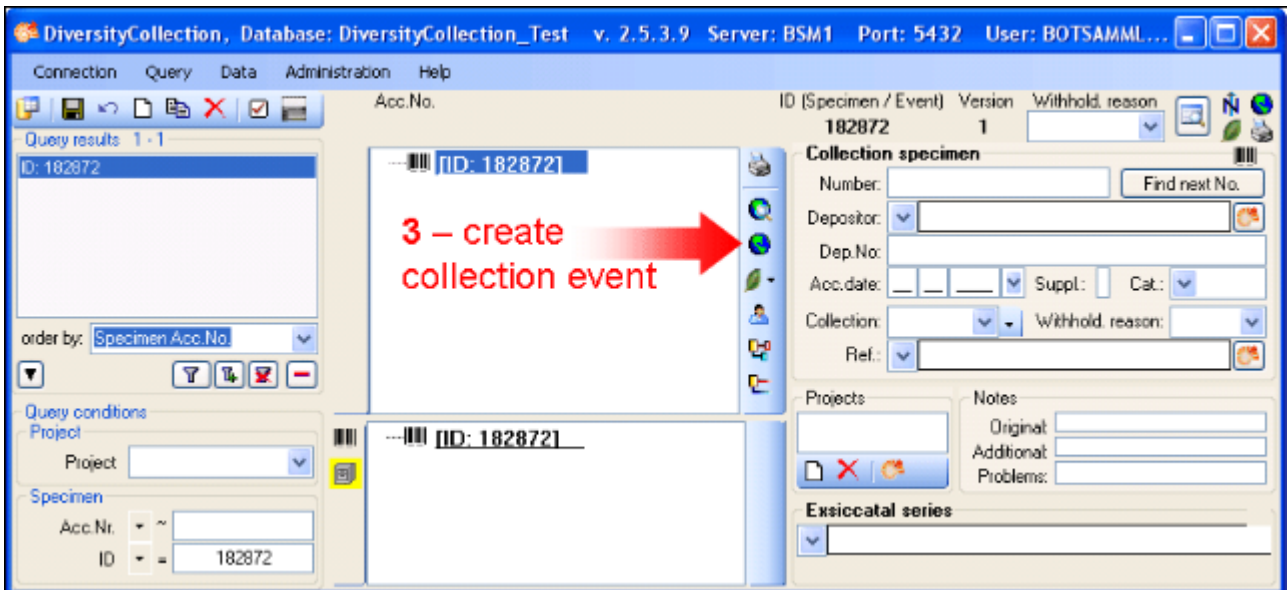 DiversityCollection, Database: DiversityCollection_Test v. 2.5.3.9 Server: BSM1 Port: 5432 User: BOTSAMML...
Connection Query Data Administration Help
Acc.No.
ID (Specimen / Event) Version Withhold. reason
182872 1
Query results 1 - 1
ID: 182872
order by: Specimen Acc.No.
Query conditions
Project
Project
Specimen
Acc.Nr. ~
ID = 182872
[ID: 182872]
3 – create
collection event
[ID: 182872]
Collection specimen
Number: Find next No.
Depositor:
Dep.No:
Acc.date: __ __ ____ Suppl.: Cat.:
Collection: Withhold. reason:
Ref.:
Projects
Notes
Original:
Additional:
Problems:
Exsiccatal series